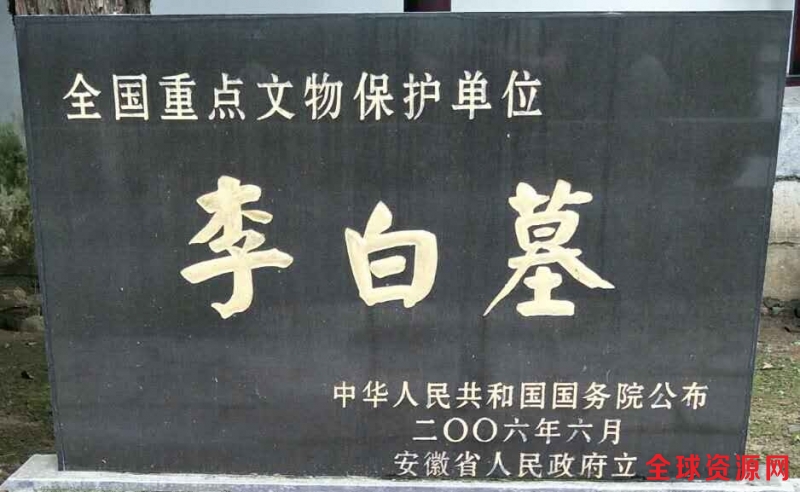 全国重点文物保护单位
李白墓
中华人民共和国国务院公布
二〇〇六年六月
安徽省人民政府立
全球资源网